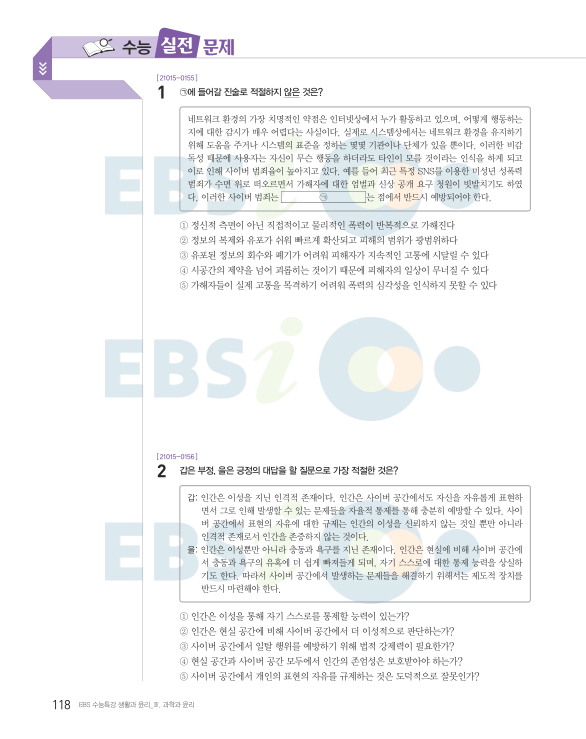 수능 실전 문제
[21015-0155]
1 ㉠에 들어갈 진술로 적절하지 않은 것은?
네트워크 환경의 가장 치명적인 약점은 인터넷상에서 누가 활동하고 있으며, 어떻게 행동하는
지에 대한 감시가 매우 어렵다는 사실이다. 실제로 시스템상에서는 네트워크 환경을 유지하기
위해 도움을 주거나 시스템의 표준을 정하는 몇몇 기관이나 단체가 있을 뿐이다. 이러한 비감
독성 때문에 사용자는 자신이 무슨 행동을 하더라도 타인이 모를 것이라는 인식을 하게 되고
이로 인해 사이버 범죄율이 높아지고 있다. 예를 들어 최근 특정 SNS를 이용한 미성년 성폭력
범죄가 수면 위로 떠오르면서 가해자에 대한 엄벌과 신상 공개 요구 청원이 빗발치기도 하였
다. 이러한 사이버 범죄는 ㉠ 는 점에서 반드시 예방되어야 한다.
① 정신적 측면이 아닌 직접적이고 물리적인 폭력이 반복적으로 가해진다
② 정보의 복제와 유포가 쉬워 빠르게 확산되고 피해의 범위가 광범위하다
③ 유포된 정보의 회수와 폐기가 어려워 피해자가 지속적인 고통에 시달릴 수 있다
④ 시공간의 제약을 넘어 괴롭히는 것이기 때문에 피해자의 일상이 무너질 수 있다
⑤ 가해자들이 실제 고통을 목격하기 어려워 폭력의 심각성을 인식하지 못할 수 있다
EBSi
EBSi
[21015-0156]
2 갑은 부정, 을은 긍정의 대답을 할 질문으로 가장 적절한 것은?
갑: 인간은 이성을 지닌 인격적 존재이다. 인간은 사이버 공간에서도 자신을 자유롭게 표현하
면서 그로 인해 발생할 수 있는 문제들을 자율적 통제를 통해 충분히 예방할 수 있다. 사이
버 공간에서 표현의 자유에 대한 규제는 인간의 이성을 신뢰하지 않는 것일 뿐만 아니라
인격적 존재로서 인간을 존중하지 않는 것이다.
을: 인간은 이성뿐만 아니라 충동과 욕구를 지닌 존재이다. 인간은 현실에 비해 사이버 공간에
서 충동과 욕구의 유혹에 더 쉽게 빠져들게 되며, 자기 스스로에 대한 통제 능력을 상실하
기도 한다. 따라서 사이버 공간에서 발생하는 문제들을 해결하기 위해서는 제도적 장치를
반드시 마련해야 한다.
EBSi
① 인간은 이성을 통해 자기 스스로를 통제할 능력이 있는가?
② 인간은 현실 공간에 비해 사이버 공간에서 더 이성적으로 판단하는가?
③ 사이버 공간에서 일탈 행위를 예방하기 위해 법적 강제력이 필요한가?
④ 현실 공간과 사이버 공간 모두에서 인간의 존엄성은 보호받아야 하는가?
⑤ 사이버 공간에서 개인의 표현의 자유를 규제하는 것은 도덕적으로 잘못인가?
118 EBS 수능특강 생활과 윤리_Ⅲ. 과학과 윤리